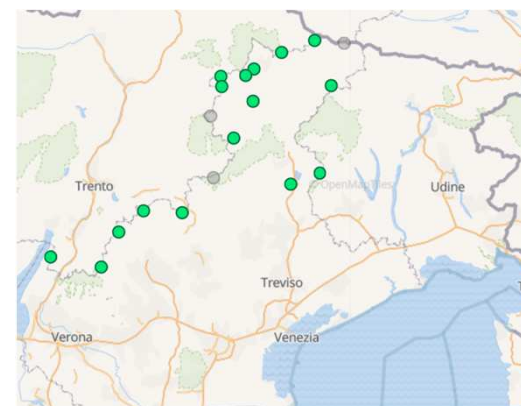 Trento
© OpenMapTiles
Udine
Treviso
Verona
Venezia